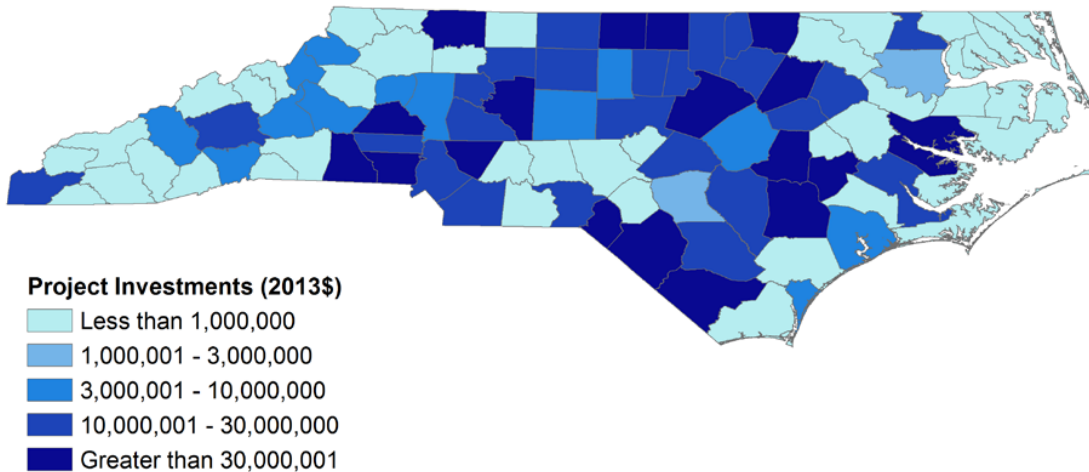 Project Investments (2013$)
Less than 1,000,000
1,000,001 - 3,000,000
3,000,001 - 10,000,000
10,000,001 - 30,000,000
Greater than 30,000,001